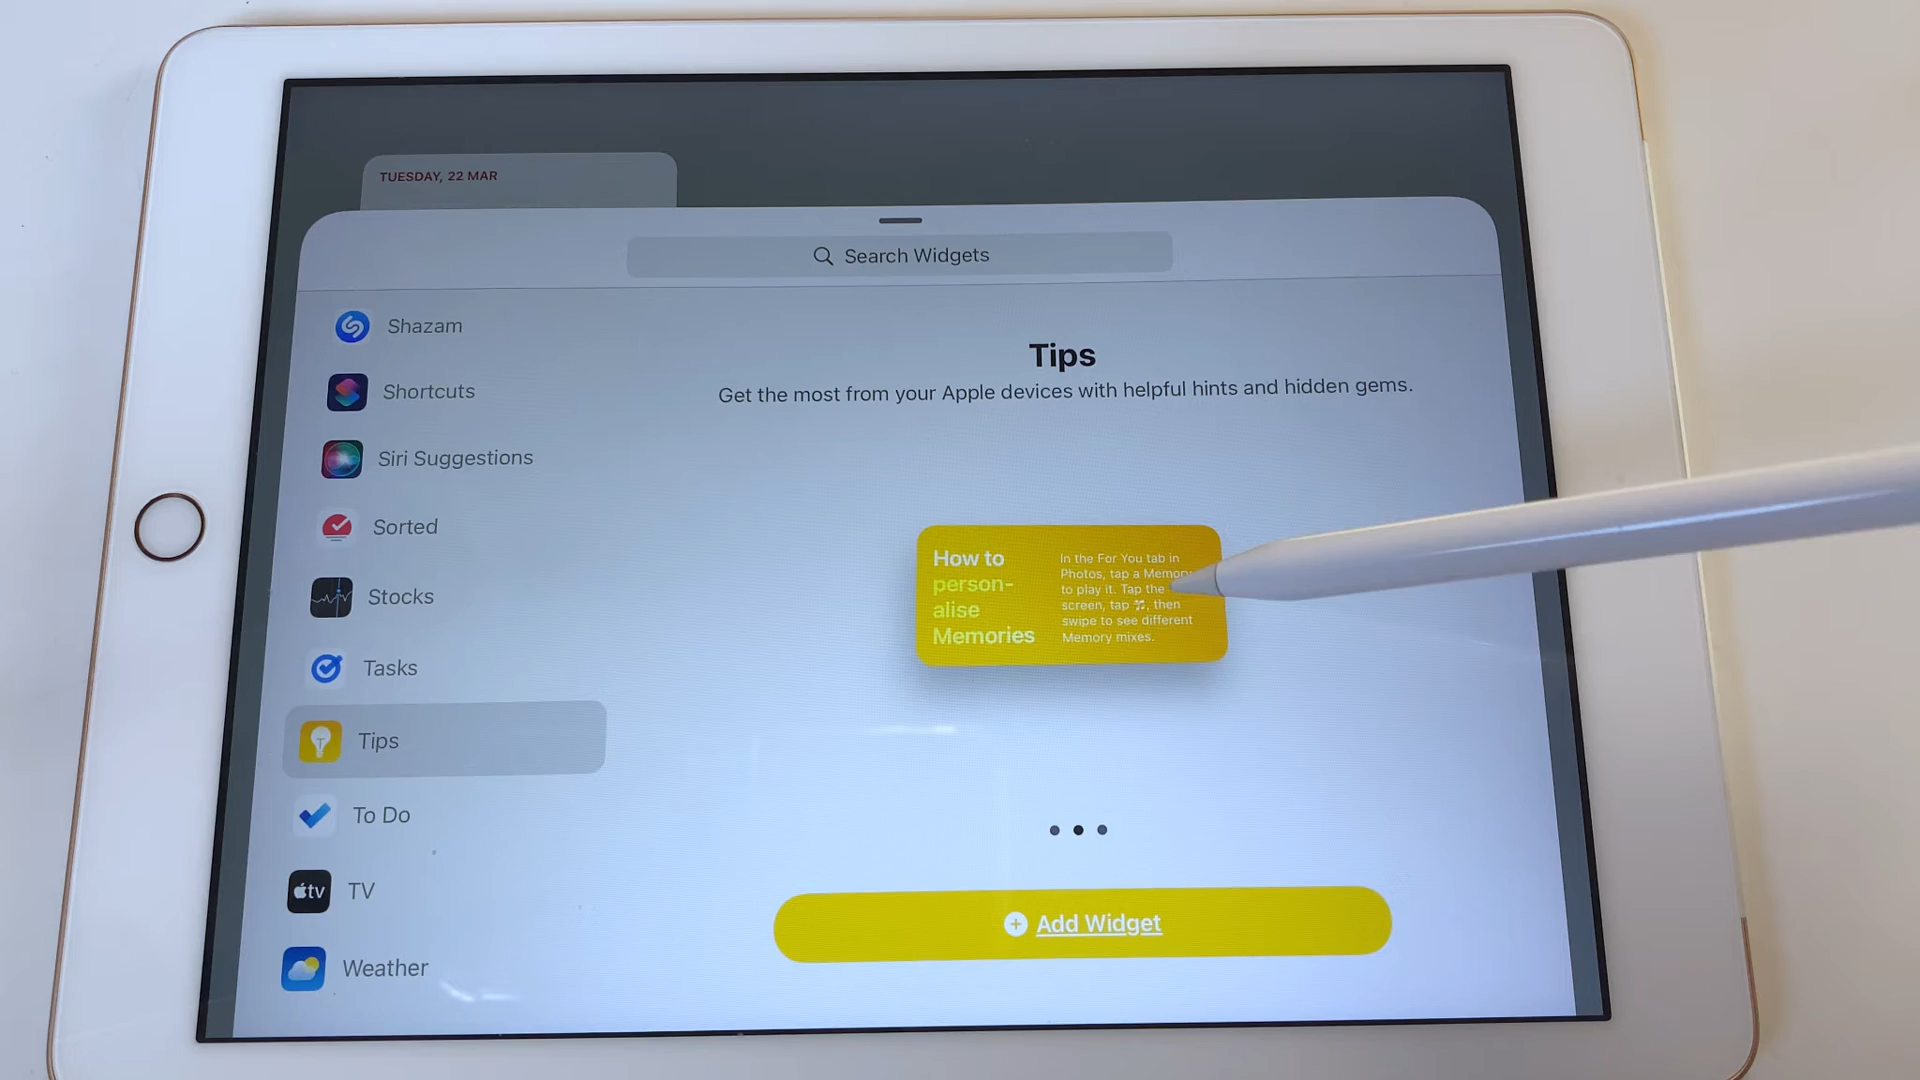 TUESDAY, 22 MAR
Search Widgets
Shazam
Shortcuts
Siri Suggestions
Sorted
Stocks
Tasks
Tips
To Do
tv
TV
Weather
Tips
Get the most from your Apple devices with helpful hints and hidden gems.
How to
person-
alise
Memories
In the For You tab in
Photos, tap a Memory
to play it. Tap the
screen, tap, then
swipe to see different
Memory mixes.
Add Widget